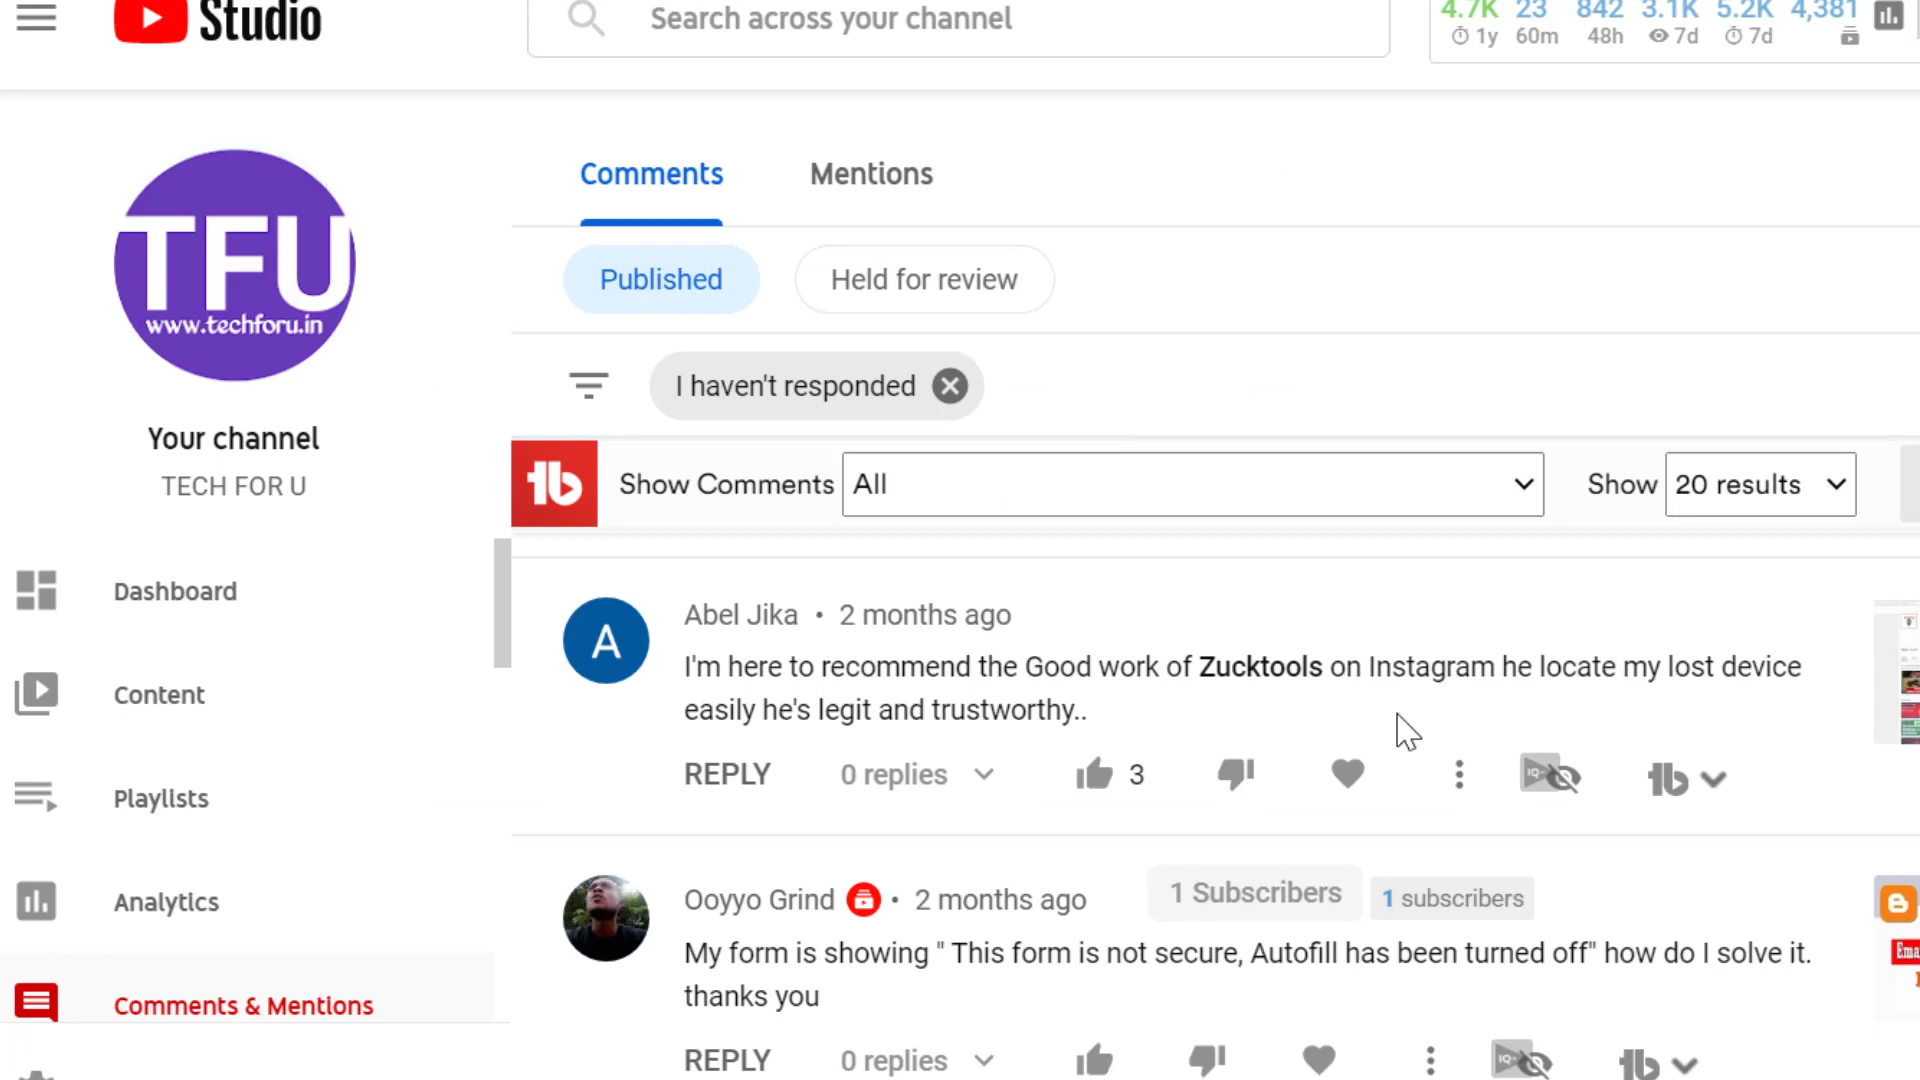 Studio
Search across your channel
4.7K 23 842 3.1K 5.2K 4,381
1y 60m 48h 7d 7d
Comments Mentions
Published Held for review
TFU
www.techforu.in
I haven't responded
Your channel
TECH FOR U
Show Comments All Show 20 results
Dashboard
Content
Playlists
Analytics
Comments & Mentions
A
Abel Jika • 2 months ago
I'm here to recommend the Good work of Zucktools on Instagram he locate my lost device
easily he's legit and trustworthy..
REPLY 0 replies 3
Ooyyo Grind • 2 months ago 1 Subscribers 1 subscribers
My form is showing " This form is not secure, Autofill has been turned off" how do I solve it.
thanks you
REPLY 0 replies